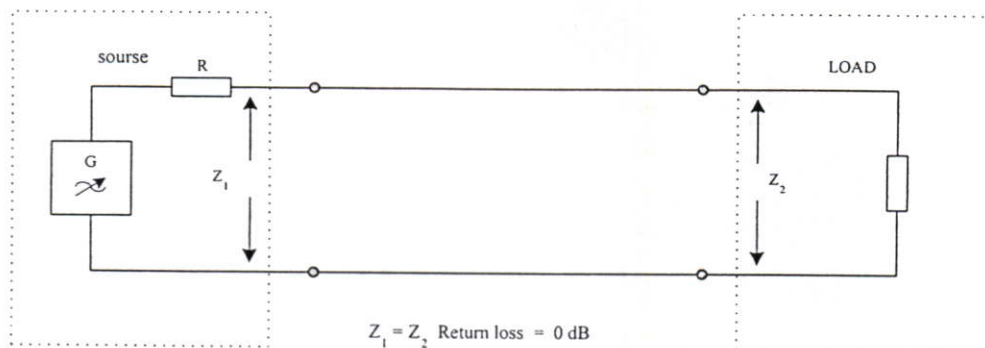 sourse
R
LOAD
G
Z₁
Z₂
Z₁ = Z₂ Return loss = 0 dB